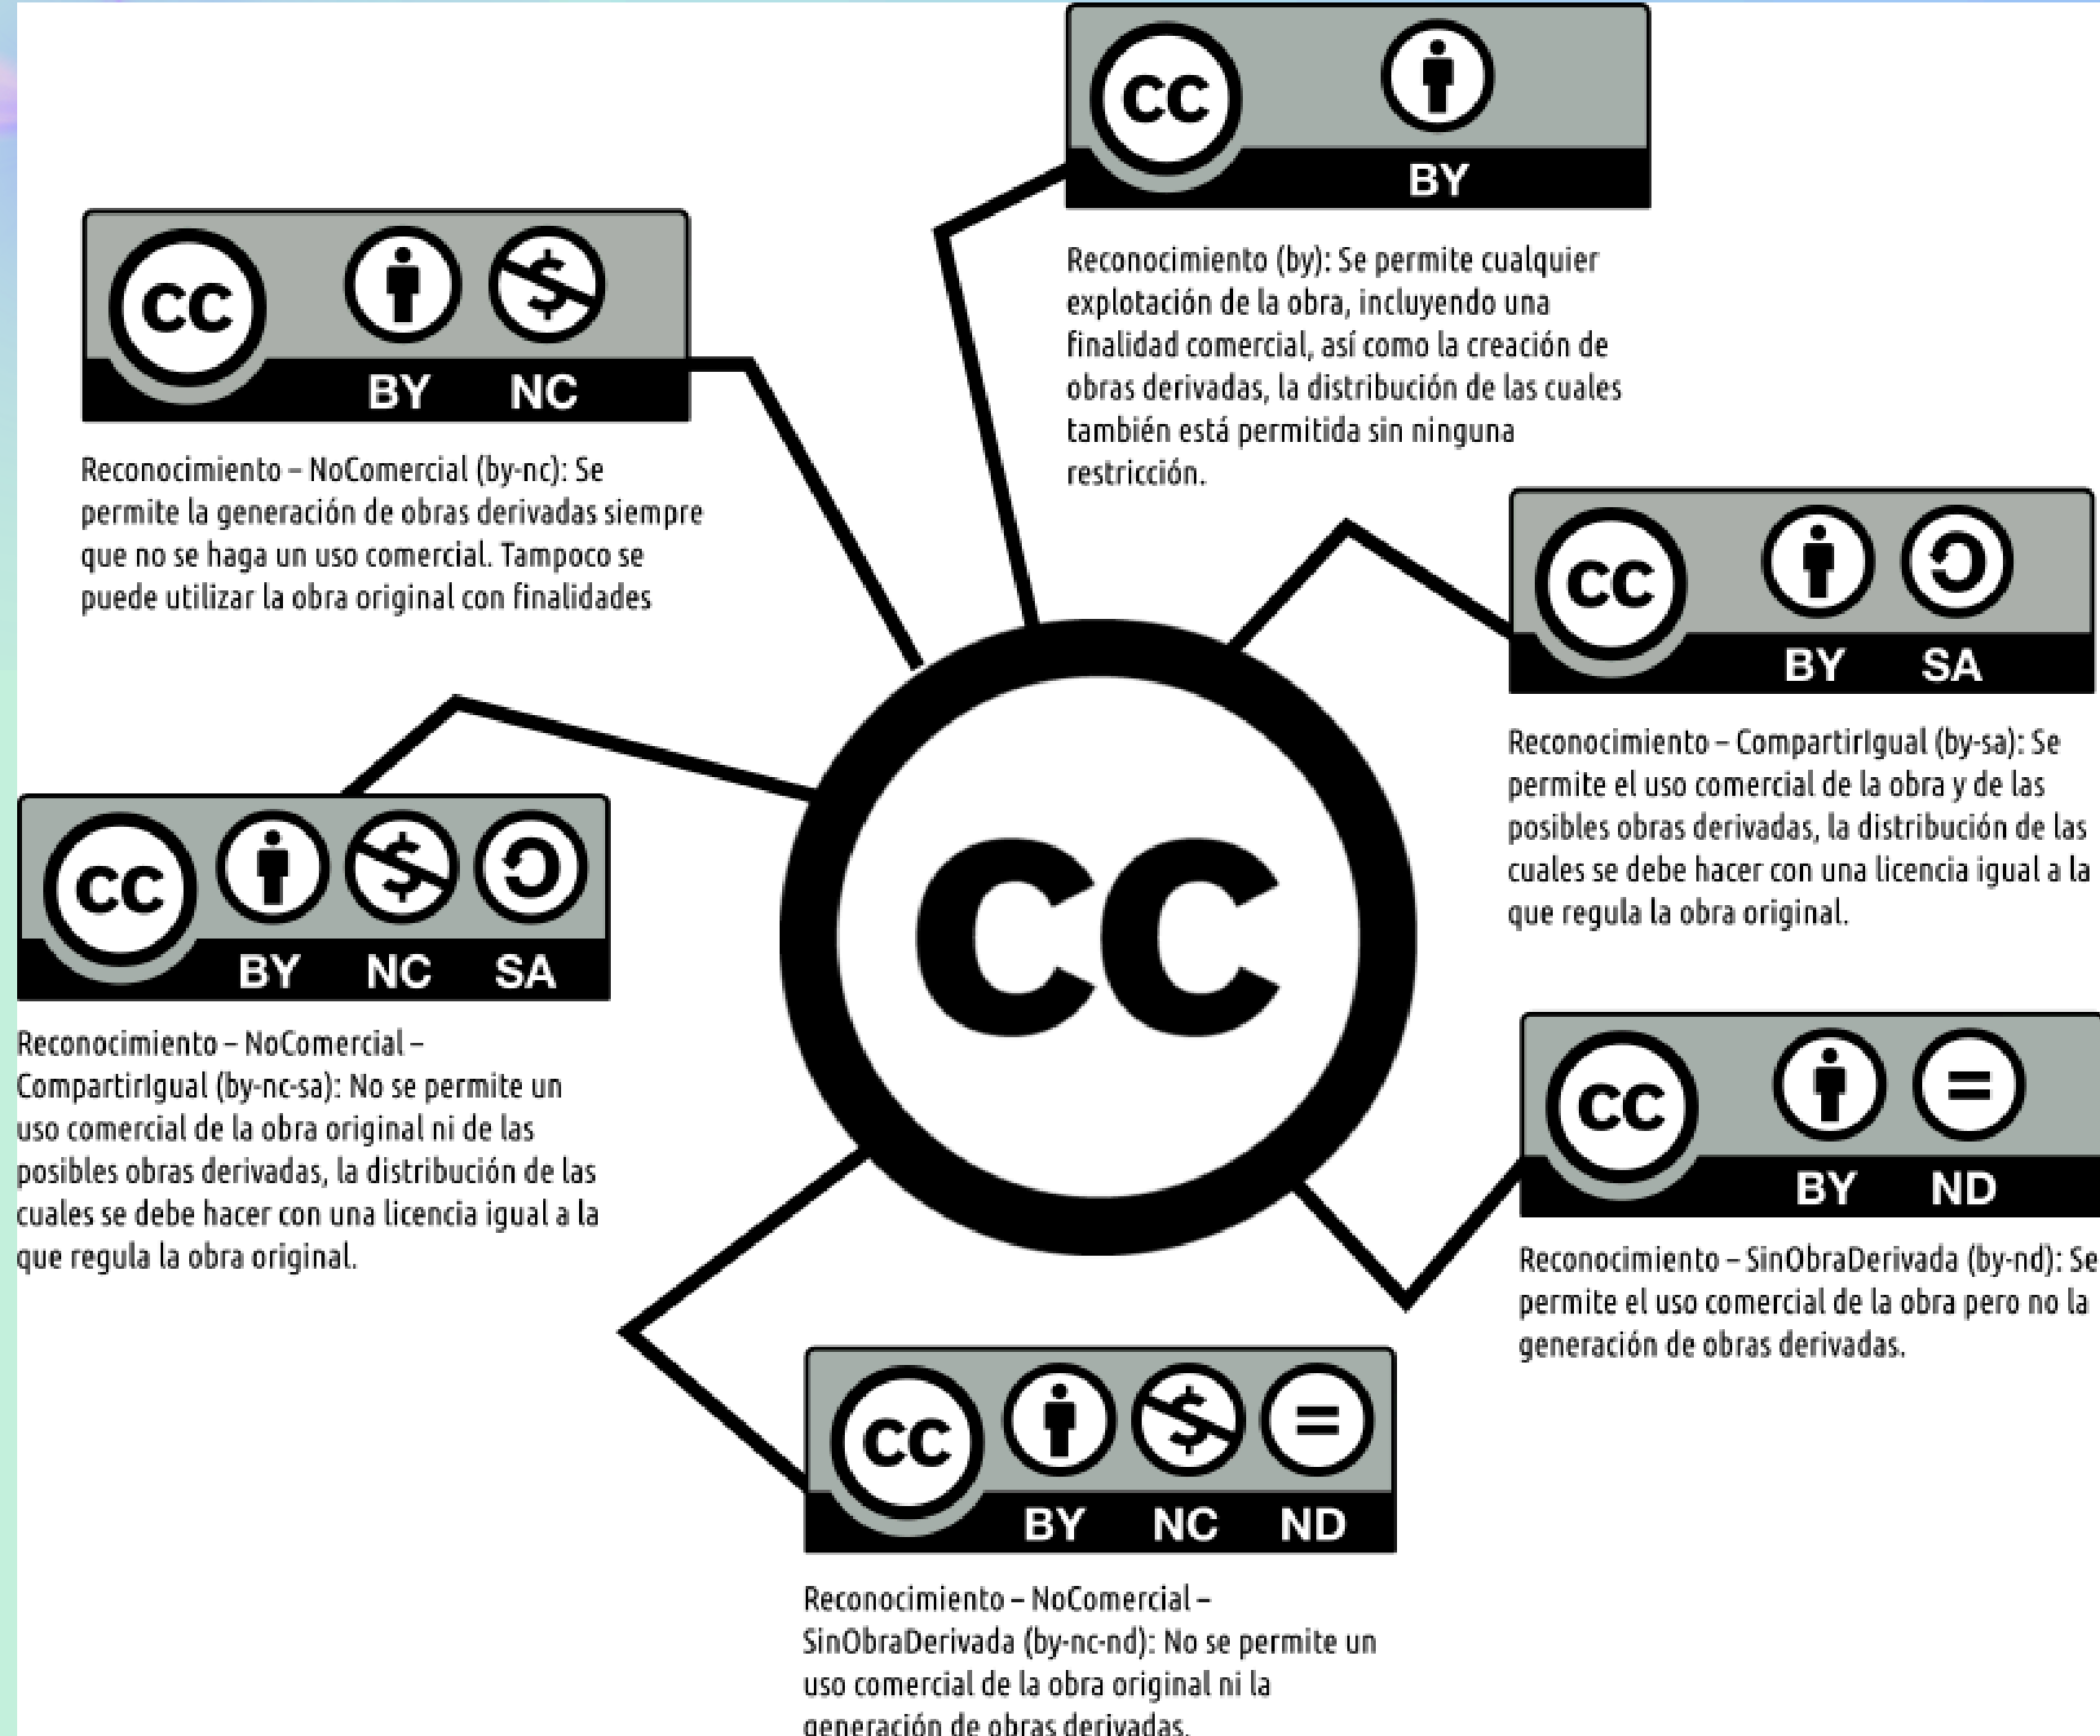 cc
BY
Reconocimiento (by): Se permite cualquier
explotación de la obra, incluyendo una
finalidad comercial, así como la creación de
obras derivadas, la distribución de las cuales
también está permitida sin ninguna
restricción.
cc
BY NC
Reconocimiento – NoComercial (by-nc): Se
permite la generación de obras derivadas siempre
que no se haga un uso comercial. Tampoco se
puede utilizar la obra original con finalidades
cc
BY SA
Reconocimiento – CompartirIgual (by-sa): Se
permite el uso comercial de la obra y de las
posibles obras derivadas, la distribución de las
cuales se debe hacer con una licencia igual a la
que regula la obra original.
cc
BY NC SA
Reconocimiento – NoComercial –
CompartirIgual (by-nc-sa): No se permite un
uso comercial de la obra original ni de las
posibles obras derivadas, la distribución de las
cuales se debe hacer con una licencia igual a la
que regula la obra original.
cc
cc
BY ND
Reconocimiento – SinObraDerivada (by-nd): Se
permite el uso comercial de la obra pero no la
generación de obras derivadas.
cc
BY NC ND
Reconocimiento – NoComercial –
SinObraDerivada (by-nc-nd): No se permite un
uso comercial de la obra original ni la
generación de obras derivadas.